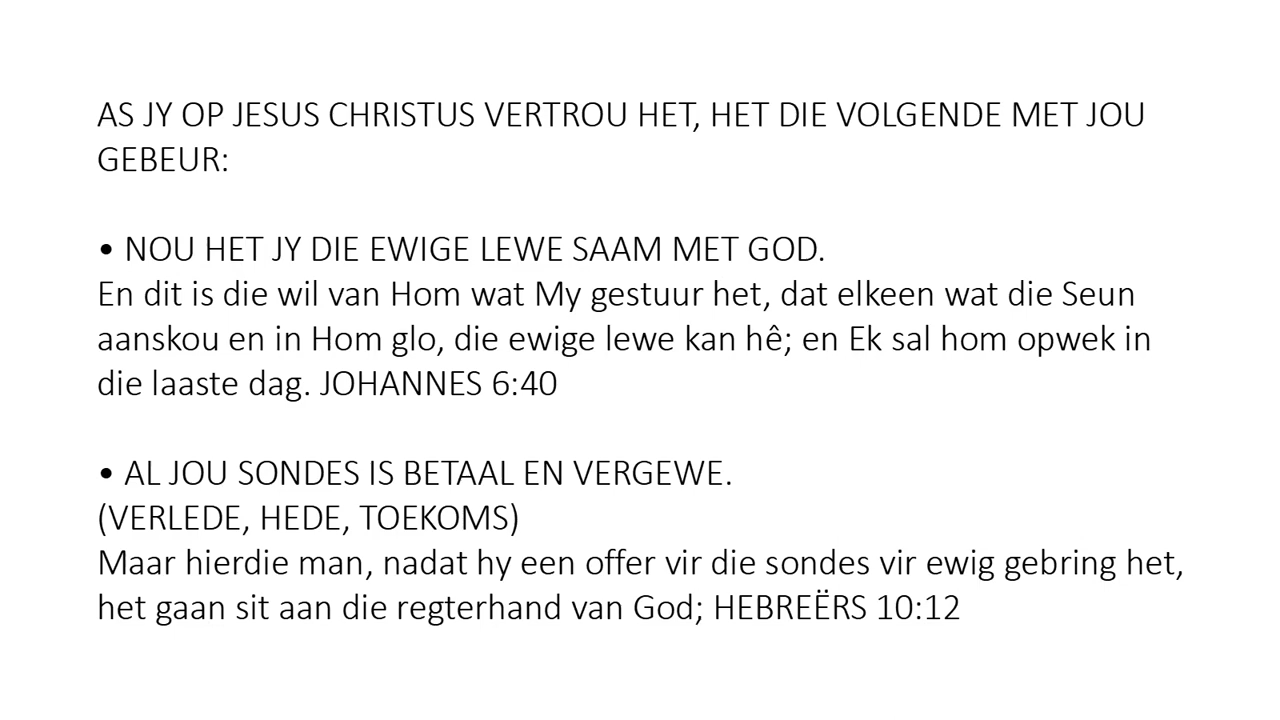 AS JY OP JESUS CHRISTUS VERTROU HET, HET DIE VOLGENDE MET JOU
GEBEUR:
• NOU HET JY DIE EWIGE LEWE SAAM MET GOD.
En dit is die wil van Hom wat My gestuur het, dat elkeen wat die Seun
aanskou en in Hom glo, die ewige lewe kan hê; en Ek sal hom opwek in
die laaste dag. JOHANNES 6:40
• AL JOU SONDES IS BETAAL EN VERGEWE.
(VERLEDE, HEDE, TOEKOMS)
Maar hierdie man, nadat hy een offer vir die sondes vir ewig gebring het,
het gaan sit aan die regterhand van God; HEBREËRS 10:12